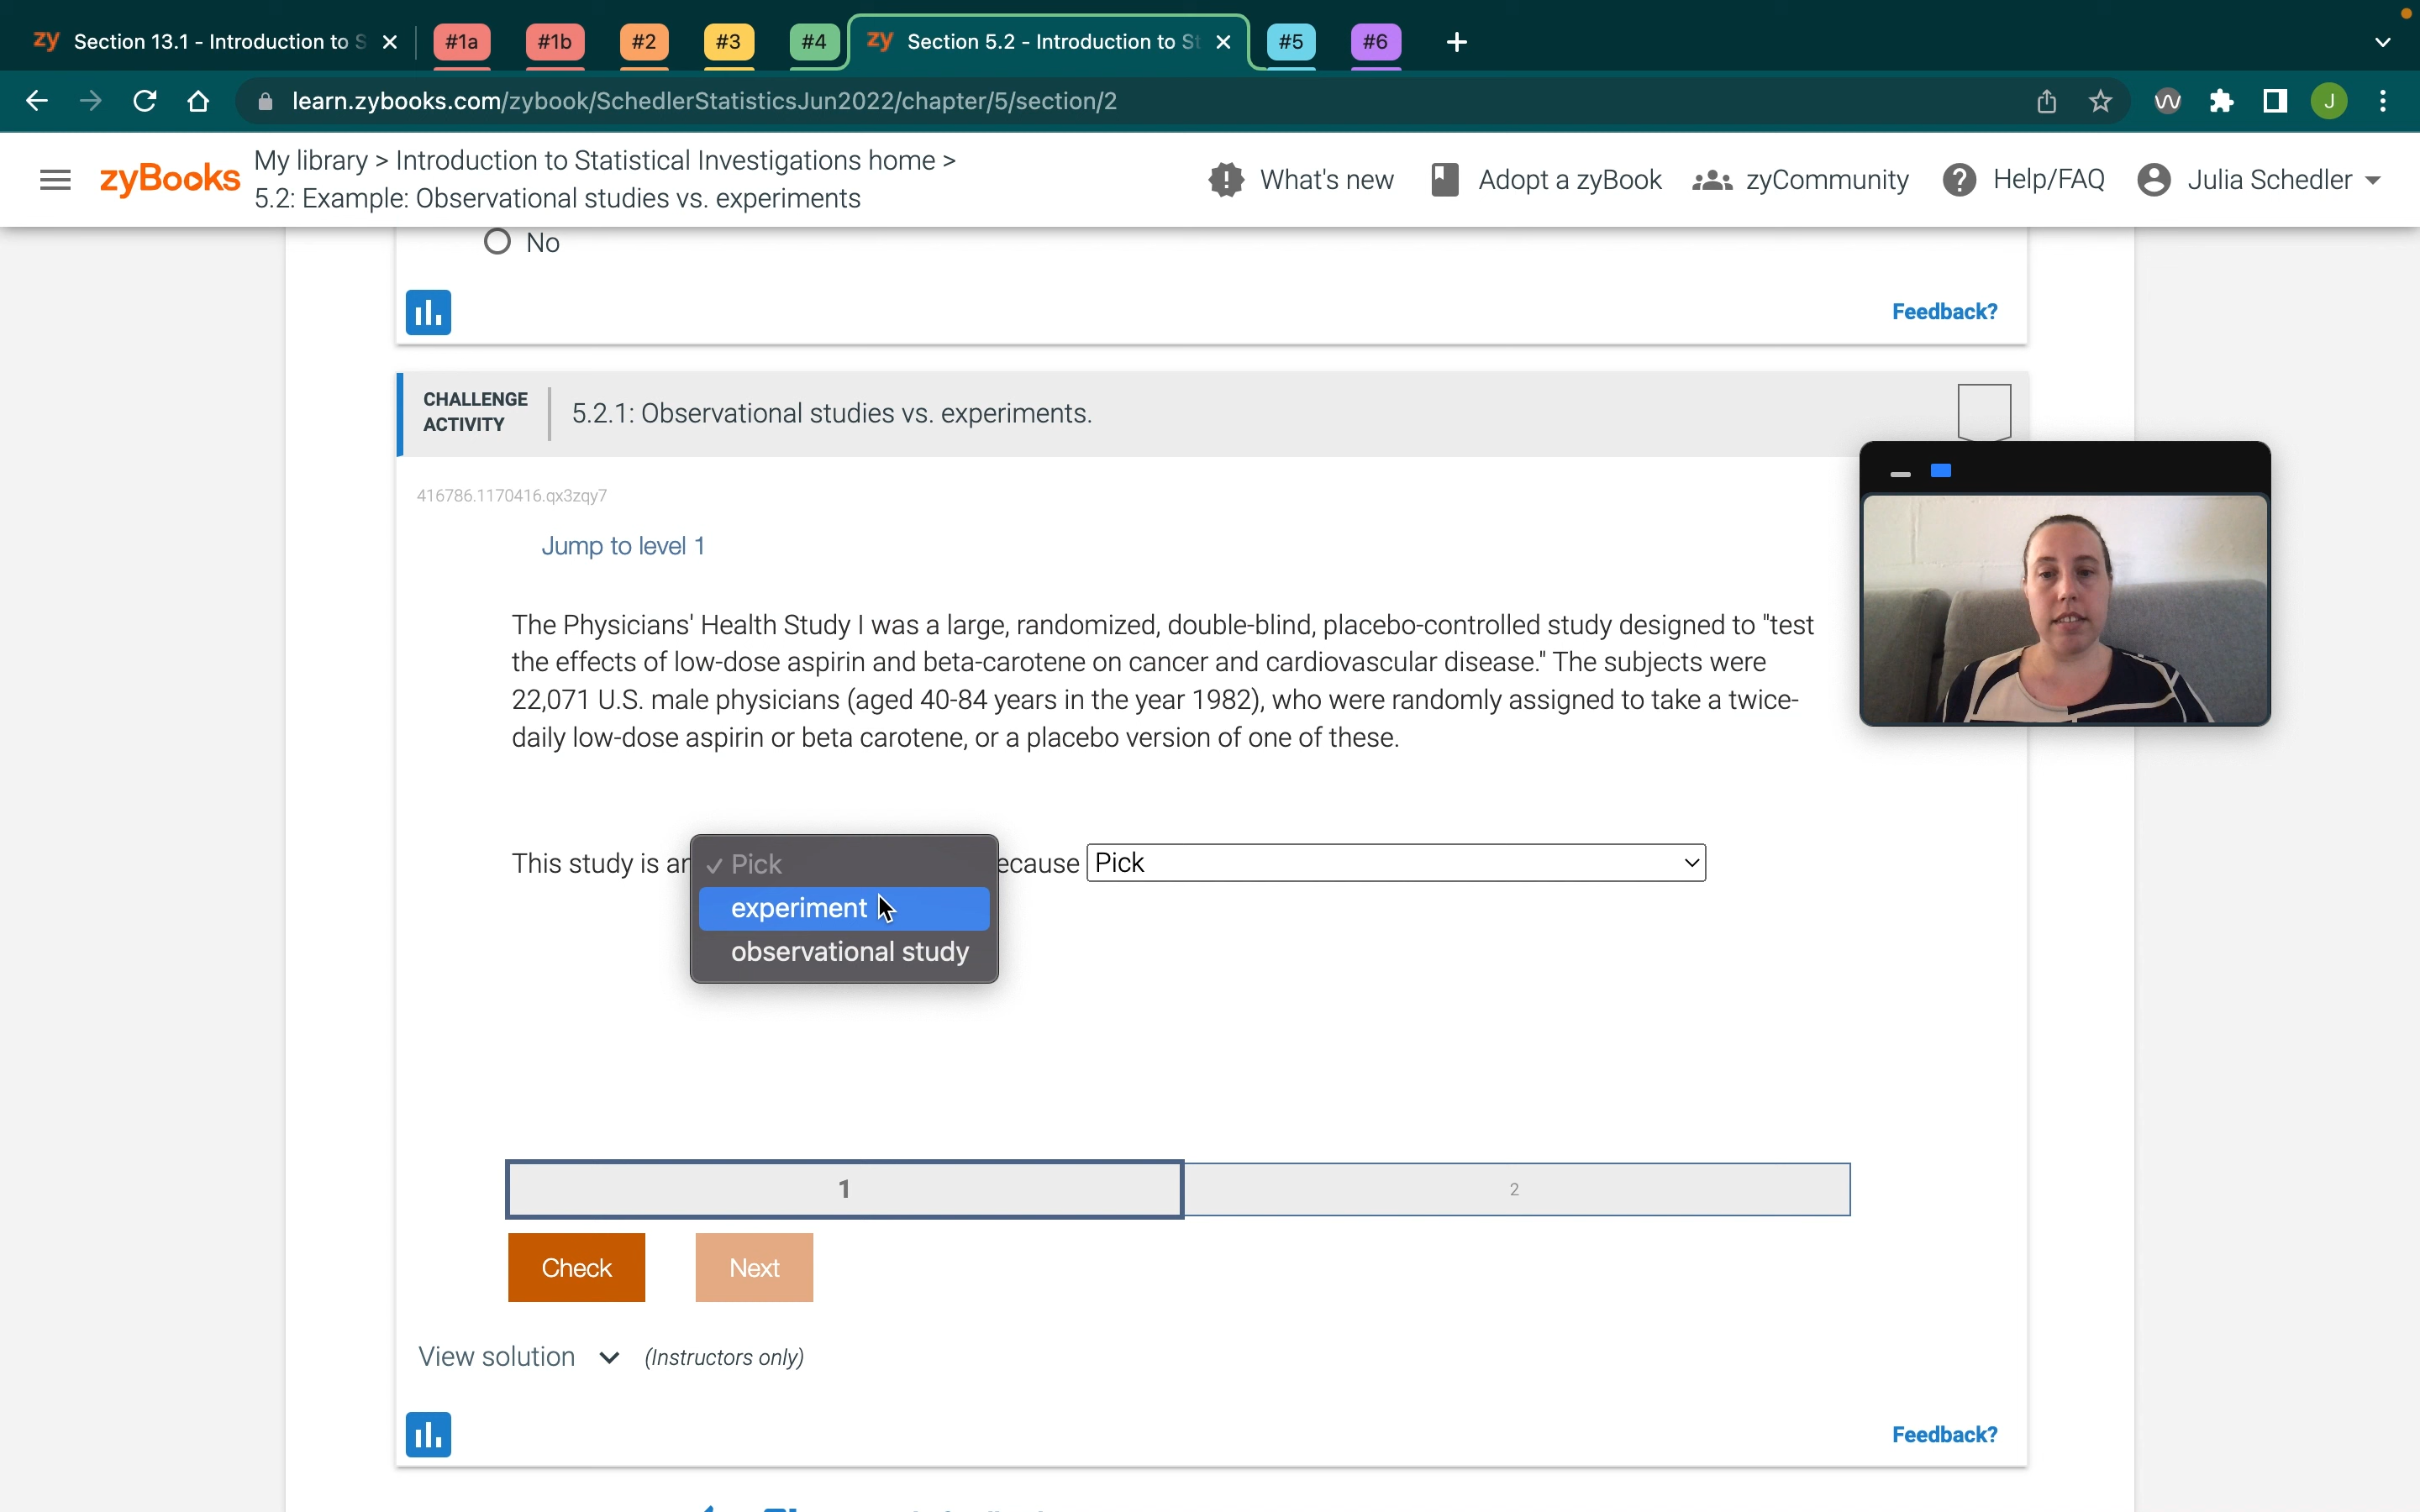 zy Section 13.1 - Introduction to S #1a #1b #2 #3 #4 zy Section 5.2 - Introduction to St #5 #6
learn.zybooks.com/zybook/SchedlerStatisticsJun2022/chapter/5/section/2 J
zyBooks My library > Introduction to Statistical Investigations home >
5.2: Example: Observational studies vs. experiments
What's new Adopt a zyBook zyCommunity Help/FAQ Julia Schedler
No
Feedback?
CHALLENGE
ACTIVITY
5.2.1: Observational studies vs. experiments.
416786.1170416.qx3zqy7
Jump to level 1
The Physicians' Health Study I was a large, randomized, double-blind, placebo-controlled study designed to "test
the effects of low-dose aspirin and beta-carotene on cancer and cardiovascular disease." The subjects were
22,071 U.S. male physicians (aged 40-84 years in the year 1982), who were randomly assigned to take a twice-
daily low-dose aspirin or beta carotene, or a placebo version of one of these.
This study is an Pick ecause Pick
experiment
observational study
1 2
Check Next
View solution (Instructors only)
Feedback?